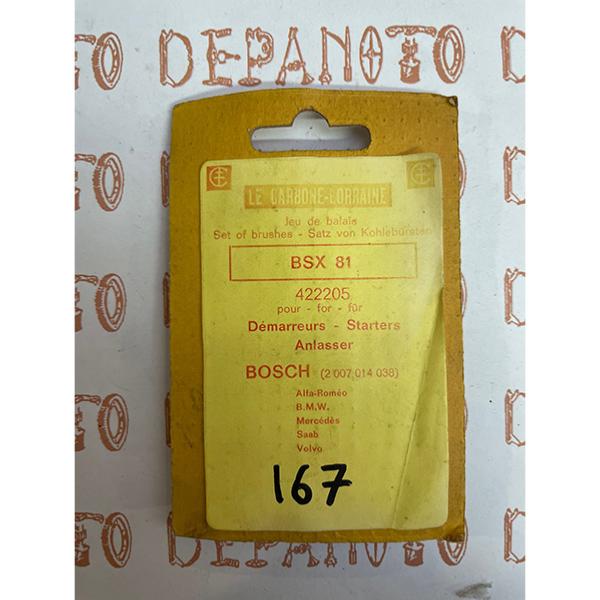 DEPANOTO
LE CARBONE-LORRAINE
Jeu de balais
Set of brushes - Satz von Kohlebürsten
BSX 81
422205
pour - for - für
Démarreurs - Starters
Anlasser
BOSCH (2 007 014 038)
Alfa-Roméo
B.M.W.
Mercédès
Saab
Volvo
167
DEPANOTO